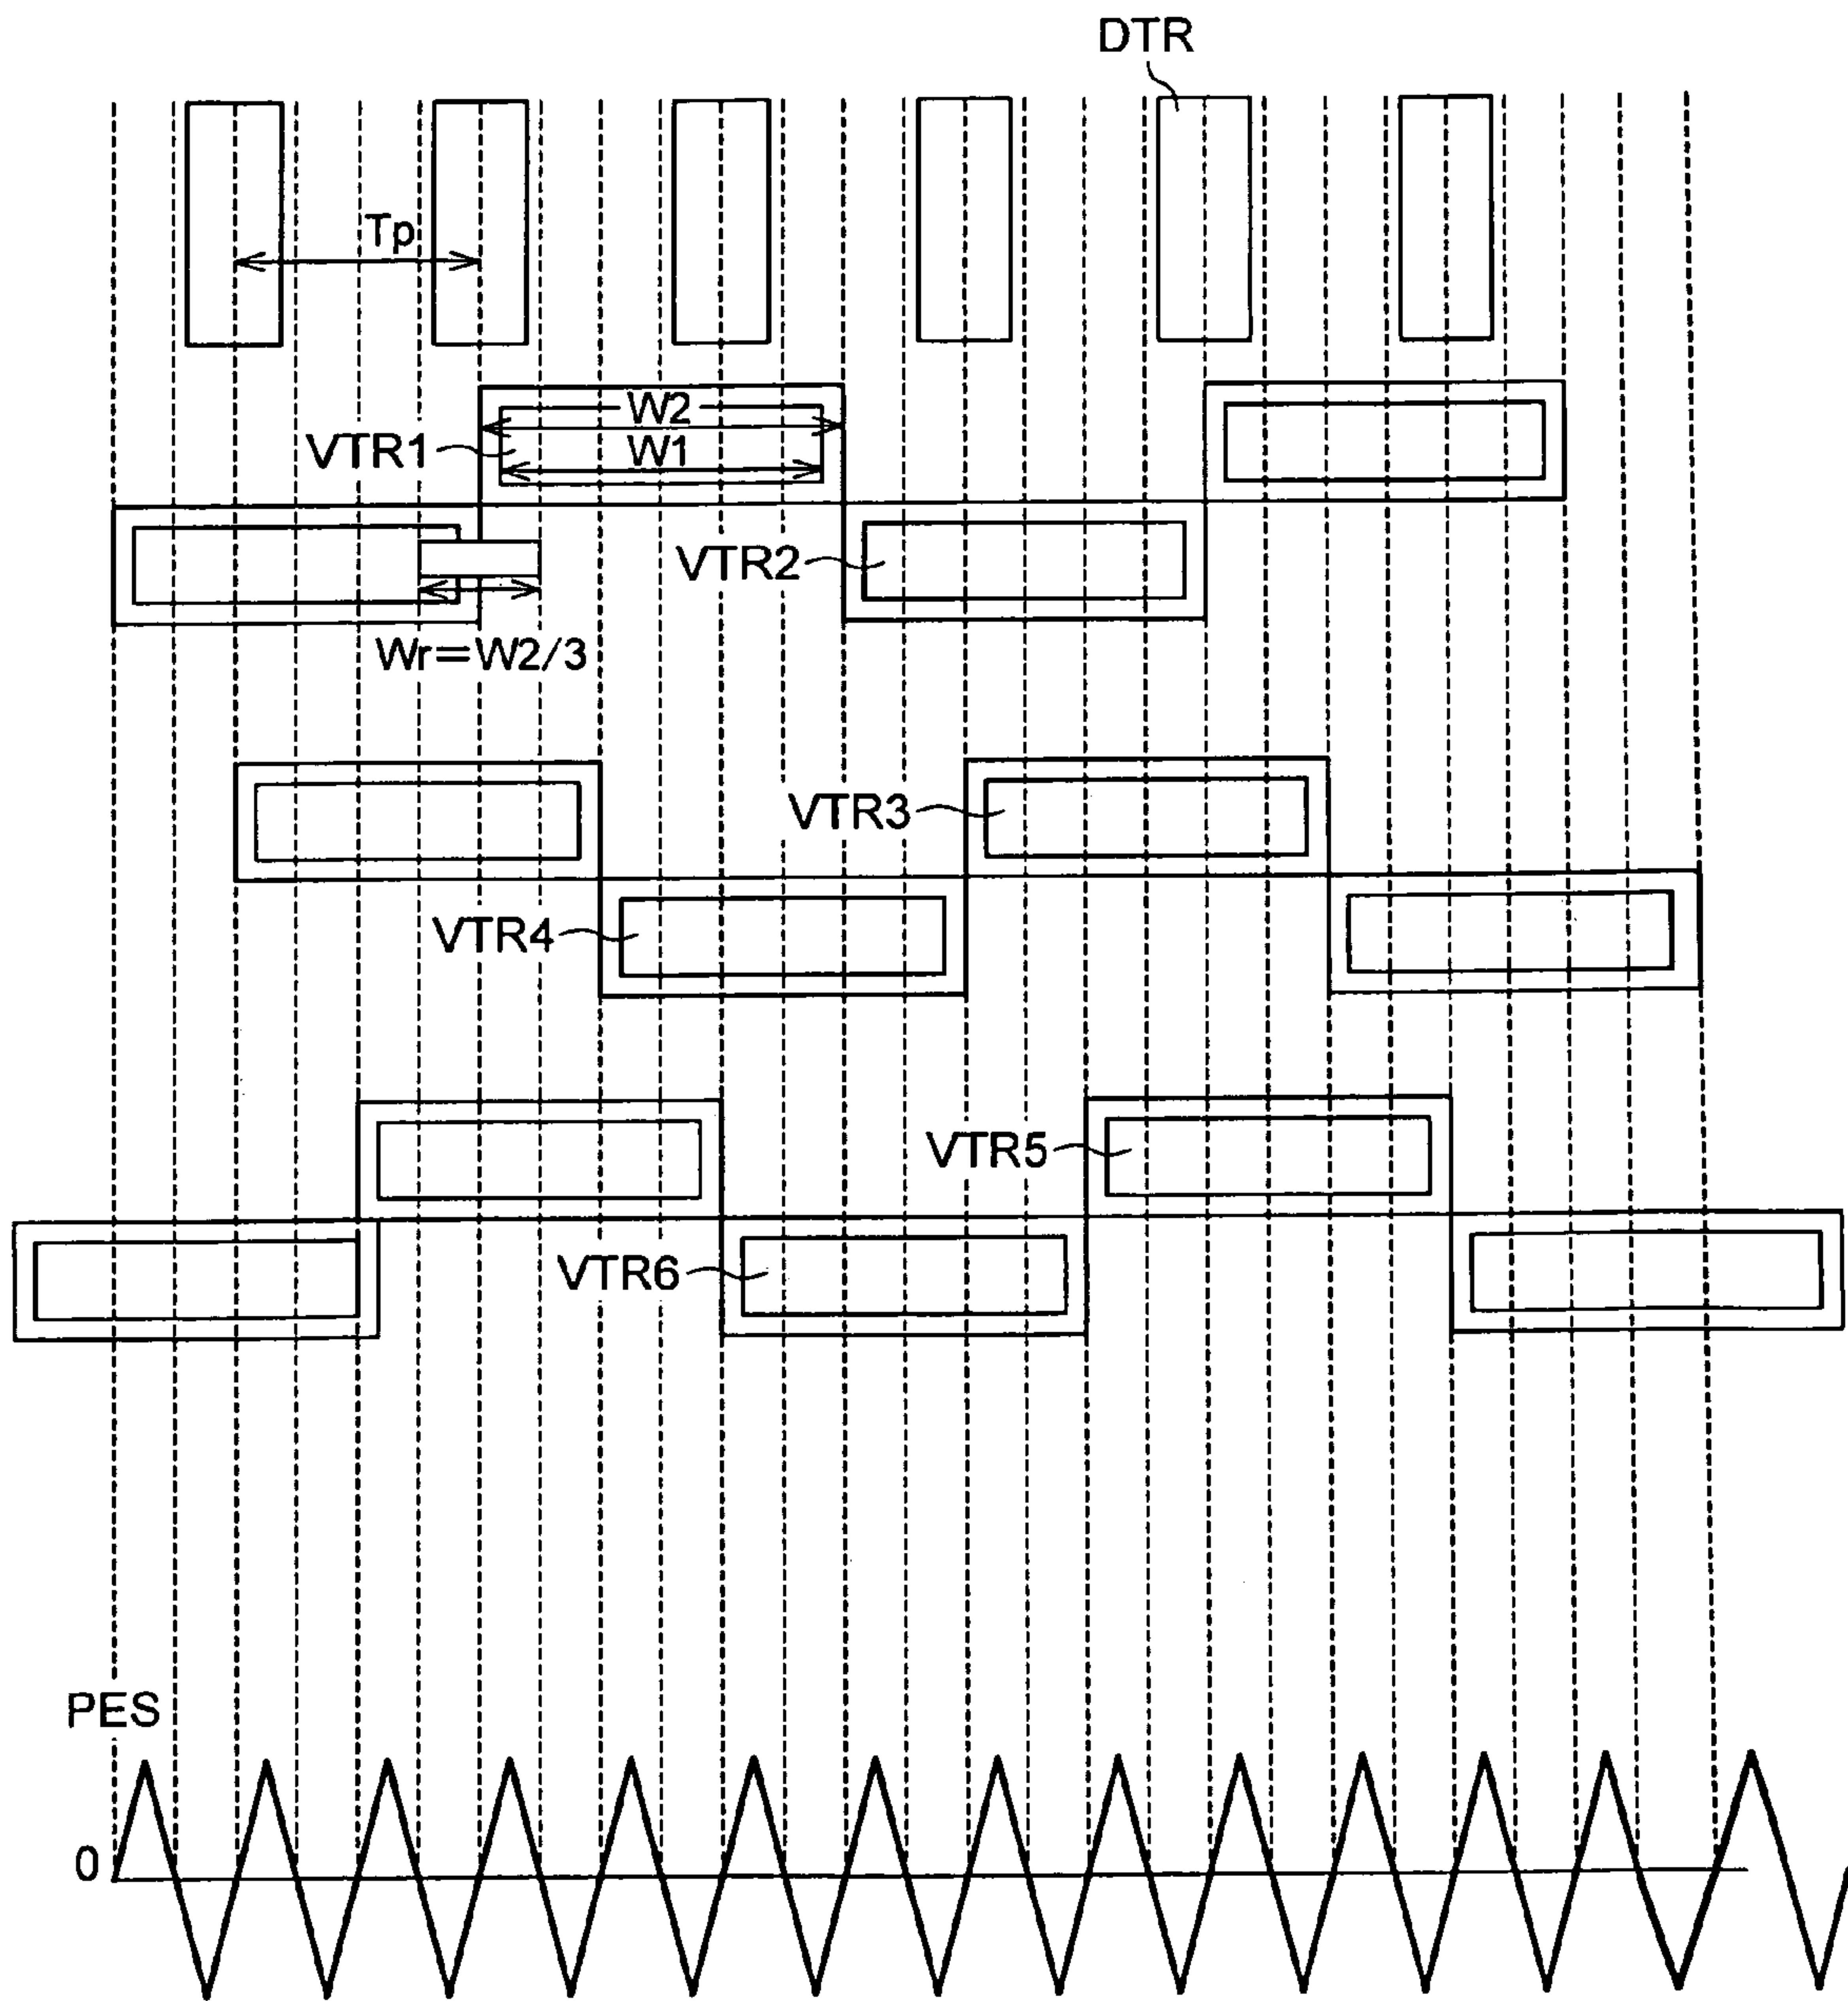 DTR
Tp
W2
VTR1
W1
VTR2
Wr=W2/3
VTR3
VTR4
VTR5
VTR6
PES
0